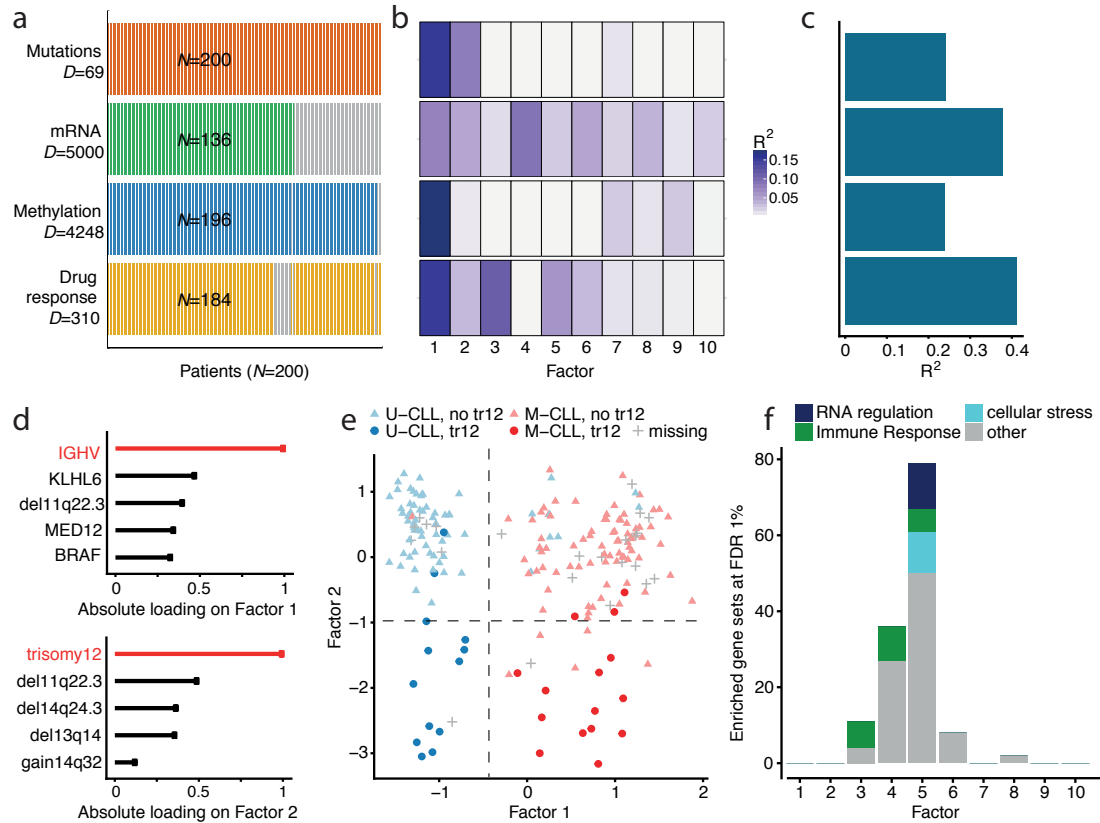 a
Mutations
D=69
N=200
mRNA
D=5000
N=136
Methylation
D=4248
N=196
Drug
response
D=310
N=184
Patients (N=200)
b
1 2 3 4 5 6 7 8 9 10
Factor
R²
0.15
0.10
0.05
c
0 0.2 0.4
R²
d
IGHV
KLHL6
del11q22.3
MED12
BRAF
0 0.5 1
Absolute loading on Factor 1
trisomy12
del11q22.3
del14q24.3
del13q14
gain14q32
0 0.5 1
Absolute loading on Factor 2
e
U−CLL, no tr12 M−CLL, no tr12
U−CLL, tr12 M−CLL, tr12 missing
Factor 2
1
0
−1
−2
−3
−1 0 1 2
Factor 1
f
RNA regulation cellular stress
Immune Response other
Enriched gene sets at FDR 1%
80
60
40
20
0
1 2 3 4 5 6 7 8 9 10
Factor